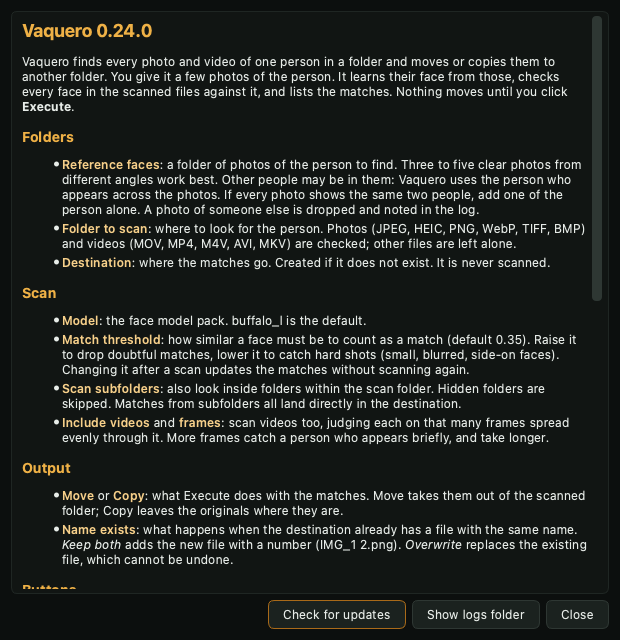 Vaquero 0.24.0
Vaquero finds every photo and video of one person in a folder and moves or copies them to
another folder. You give it a few photos of the person. It learns their face from those, checks
every face in the scanned files against it, and lists the matches. Nothing moves until you click
Execute.
Folders
• Reference faces: a folder of photos of the person to find. Three to five clear photos from
different angles work best. Other people may be in them: Vaquero uses the person who
appears across the photos. If every photo shows the same two people, add one of the
person alone. A photo of someone else is dropped and noted in the log.
• Folder to scan: where to look for the person. Photos (JPEG, HEIC, PNG, WebP, TIFF, BMP)
and videos (MOV, MP4, M4V, AVI, MKV) are checked; other files are left alone.
• Destination: where the matches go. Created if it does not exist. It is never scanned.
Scan
• Model: the face model pack. buffalo_l is the default.
• Match threshold: how similar a face must be to count as a match (default 0.35). Raise it
to drop doubtful matches, lower it to catch hard shots (small, blurred, side-on faces).
Changing it after a scan updates the matches without scanning again.
• Scan subfolders: also look inside folders within the scan folder. Hidden folders are
skipped. Matches from subfolders all land directly in the destination.
• Include videos and frames: scan videos too, judging each on that many frames spread
evenly through it. More frames catch a person who appears briefly, and take longer.
Output
• Move or Copy: what Execute does with the matches. Move takes them out of the scanned
folder; Copy leaves the originals where they are.
• Name exists: what happens when the destination already has a file with the same name.
Keep both adds the new file with a number (IMG_1 2.png). Overwrite replaces the existing
file, which cannot be undone.
Buttons
Check for updates
Show logs folder
Close